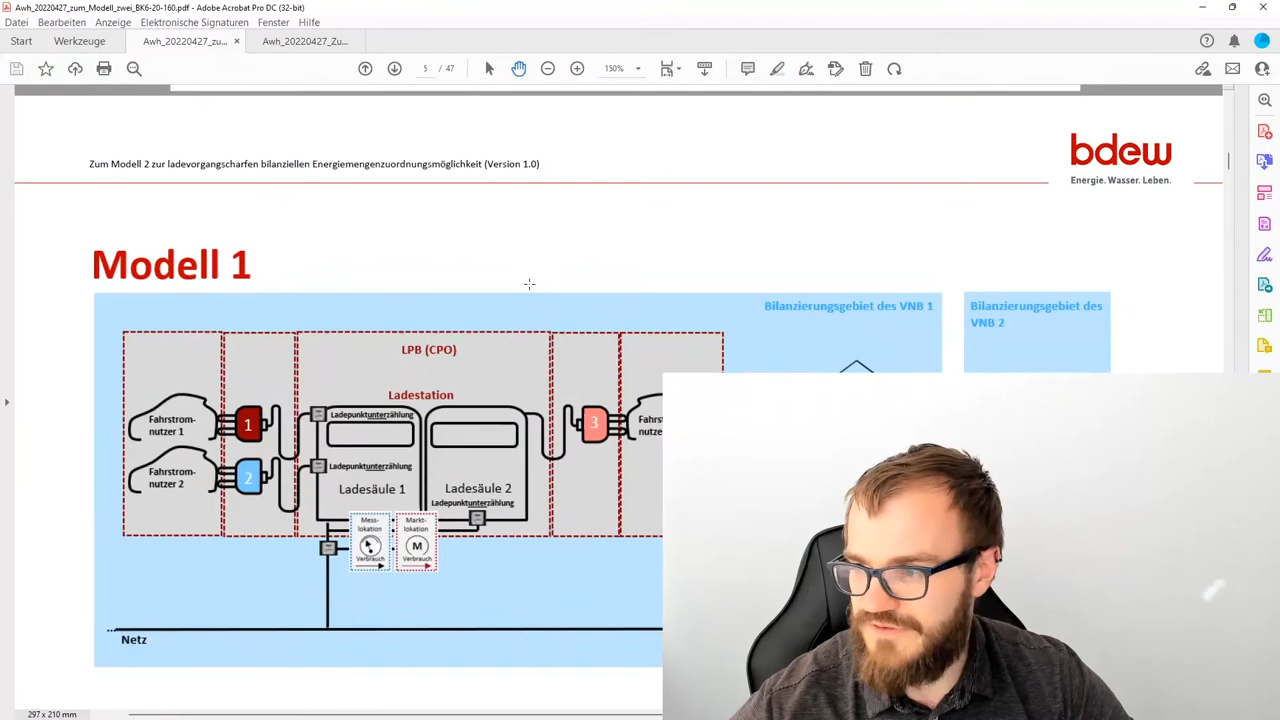 Awh_20220427_zum_Modell_zwei_BK6-20-160.pdf - Adobe Acrobat Pro DC (32-bit)
Datei Bearbeiten Anzeige Elektronische Signaturen Fenster Hilfe
Start Werkzeuge Awh_20220427_zu... × Awh_20220427_Zu...
5 / 47 150%
Zum Modell 2 zur ladevorgangscharfen bilanziellen Energiemengenzuordnungsmöglichkeit (Version 1.0)
bdew
Energie. Wasser. Leben.
Modell 1
Bilanzierungsgebiet des VNB 1
Bilanzierungsgebiet des
VNB 2
LPB (CPO)
Ladestation
Fahrstrom-
nutzer 1
1
Ladepunktunterzählung
3
Fahrst
nutze
Fahrstrom-
nutzer 2
2
Ladepunktunterzählung
Ladesäule 1
Ladesäule 2
Ladepunktunterzählung
Mess-
lokation
Verbrauch
Markt-
lokation
M
Verbrauch
Netz
297 x 210 mm